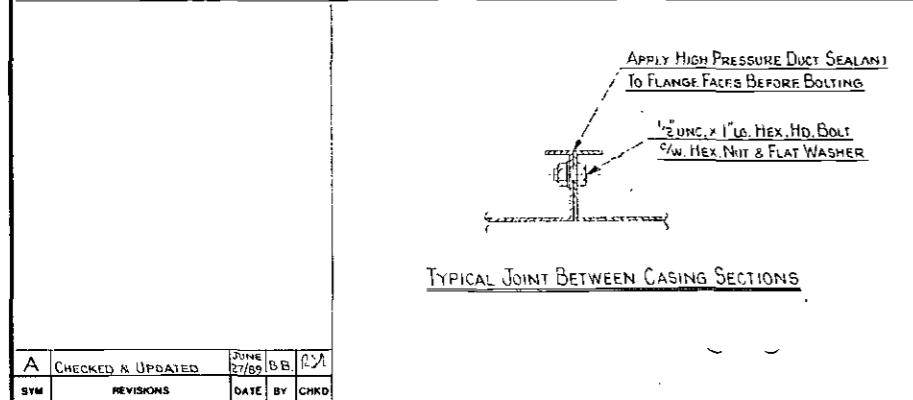 APPLY HIGH PRESSURE DUCT SEALANT
TO FLANGE FACES BEFORE BOLTING
1/2" UNC. x 1" LG. HEX. HD. BOLT
C/W. HEX. NUT & FLAT WASHER
TYPICAL JOINT BETWEEN CASING SECTIONS
A CHECKED & UPDATED JUNE 27/89 B.B.
SYM REVISIONS DATE BY CHKD